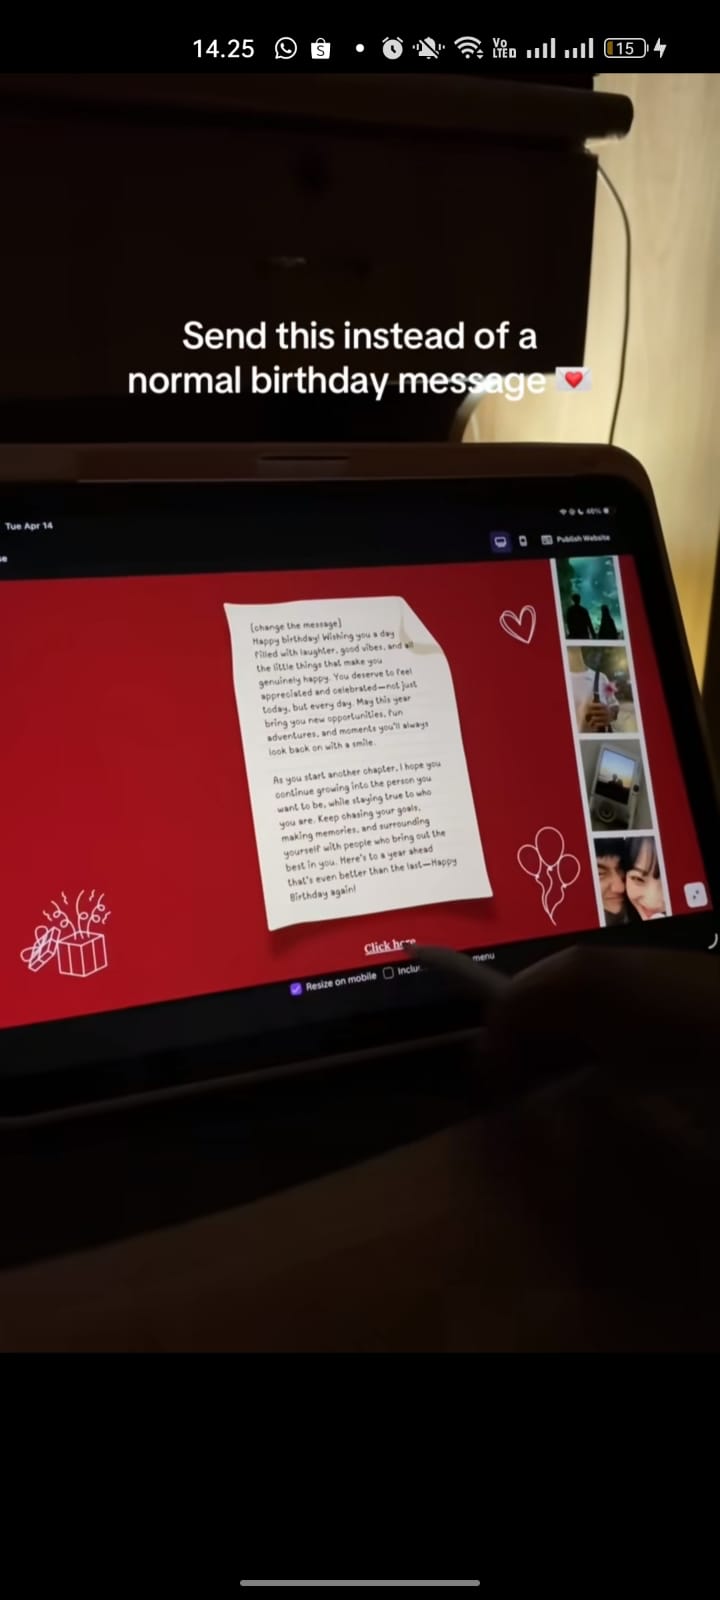 14.25
Vo
LTE
15
Send this instead of a
normal birthday message
Tue Apr 14
46%
Publish Website
[change the message]
Happy birthday! Wishing you a day
filled with laughter, good vibes, and all
the little things that make you
genuinely happy. You deserve to feel
appreciated and celebrated—not just
today, but every day. May this year
bring you new opportunities, fun
adventures, and moments you'll always
look back on with a smile.
As you start another chapter, I hope you
continue growing into the person you
want to be, while staying true to who
you are. Keep chasing your goals,
making memories, and surrounding
yourself with people who bring out the
best in you. Here's to a year ahead
that's even better than the last—Happy
Birthday again!
Click here
Resize on mobile
menu